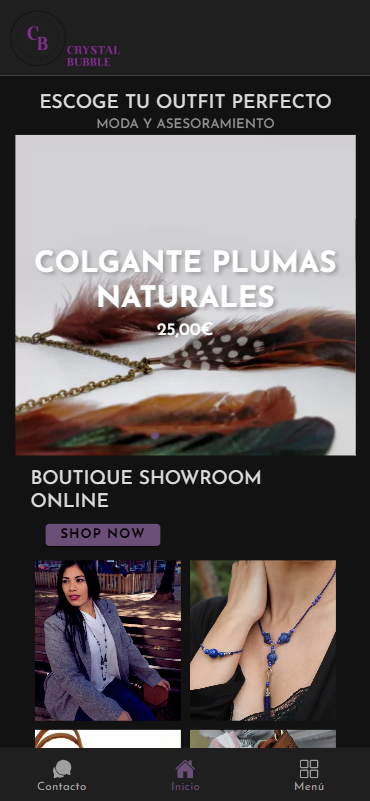 CB
CRYSTAL
BUBBLE
ESCOGE TU OUTFIT PERFECTO
MODA Y ASESORAMIENTO
COLGANTE PLUMAS
NATURALES
25,00€
BOUTIQUE SHOWROOM
ONLINE
SHOP NOW
Contacto
Inicio
Menú